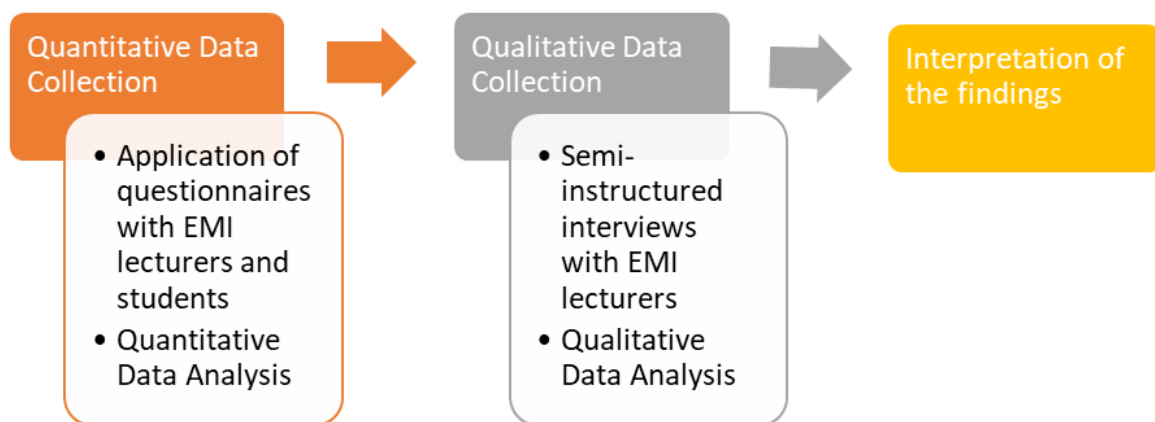 Quantitative Data
Collection
• Application of
questionnaires
with EMI
lecturers and
students
• Quantitative
Data Analysis
Qualitative Data
Collection
• Semi-
instructured
interviews
with EMI
lecturers
• Qualitative
Data Analysis
Interpretation of
the findings